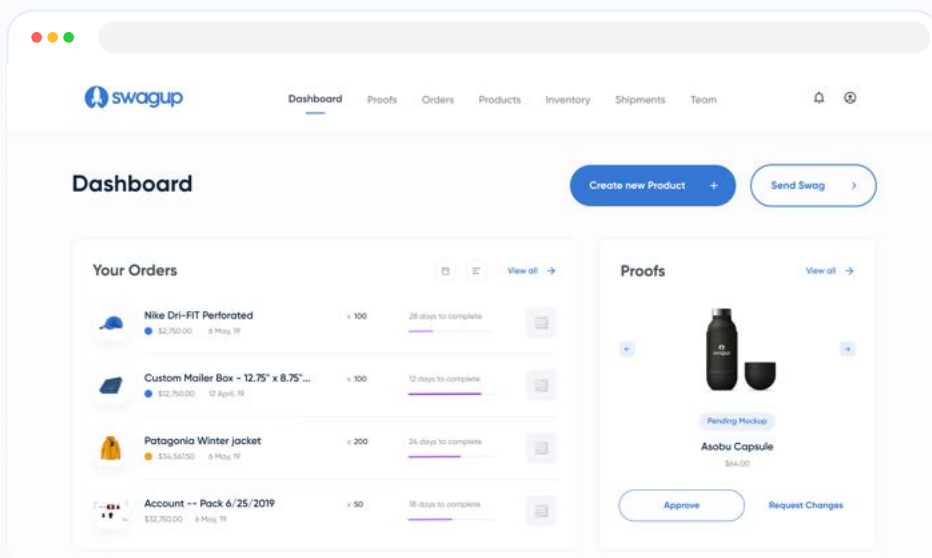 swagup
Dashboard Proofs Orders Products Inventory Shipments Team
Dashboard
Create new Product +
Send Swag >
Your Orders
View all →
Nike Dri-FIT Perforated
$2,750.00 6 May, 19
x 100
28 days to complete
Custom Mailer Box - 12.75" x 8.75"...
$12,750.00 12 April, 19
x 100
12 days to complete
Patagonia Winter jacket
$34,567.50 6 May, 19
x 200
24 days to complete
Account -- Pack 6/25/2019
$32,750.00 6 May, 19
x 50
18 days to complete
Proofs
View all →
swagup
Pending Mockup
Asobu Capsule
$64.00
Approve
Request Changes